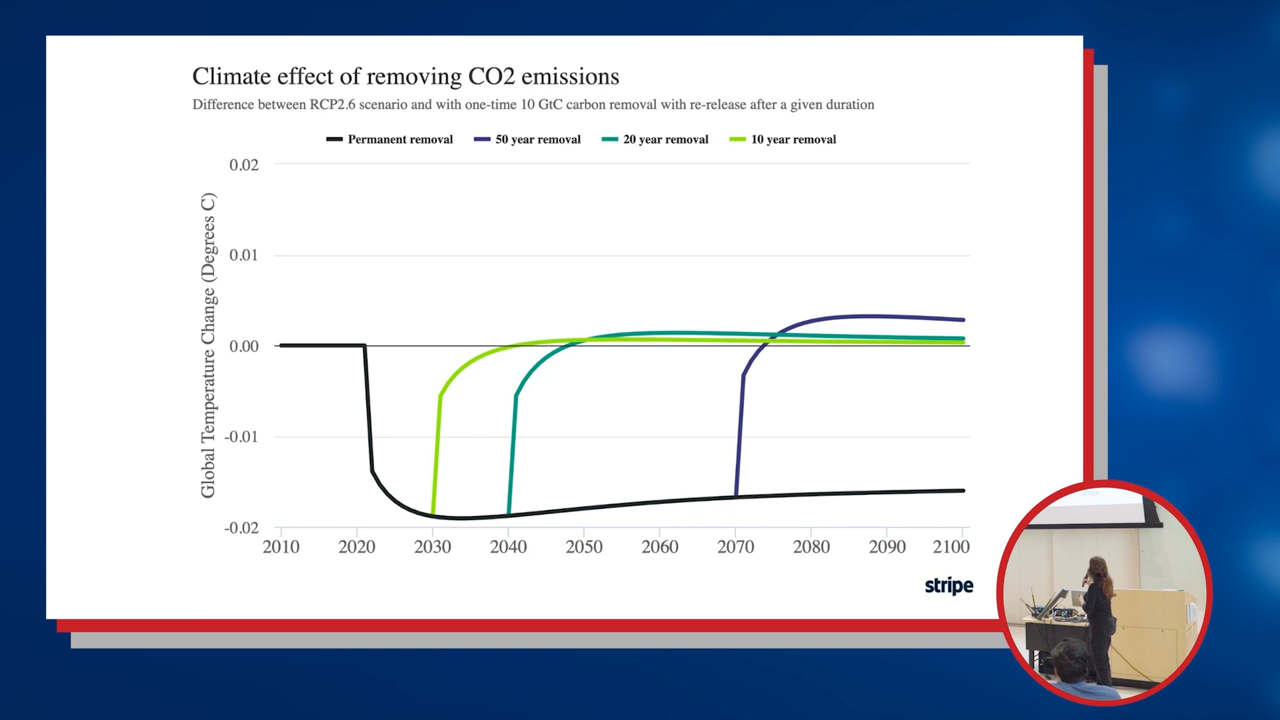 Climate effect of removing CO2 emissions
Difference between RCP2.6 scenario and with one-time 10 GtC carbon removal with re-release after a given duration
Permanent removal 50 year removal 20 year removal 10 year removal
Global Temperature Change (Degrees C)
0.02
0.01
0.00
-0.01
-0.02
2010 2020 2030 2040 2050 2060 2070 2080 2090 2100
stripe